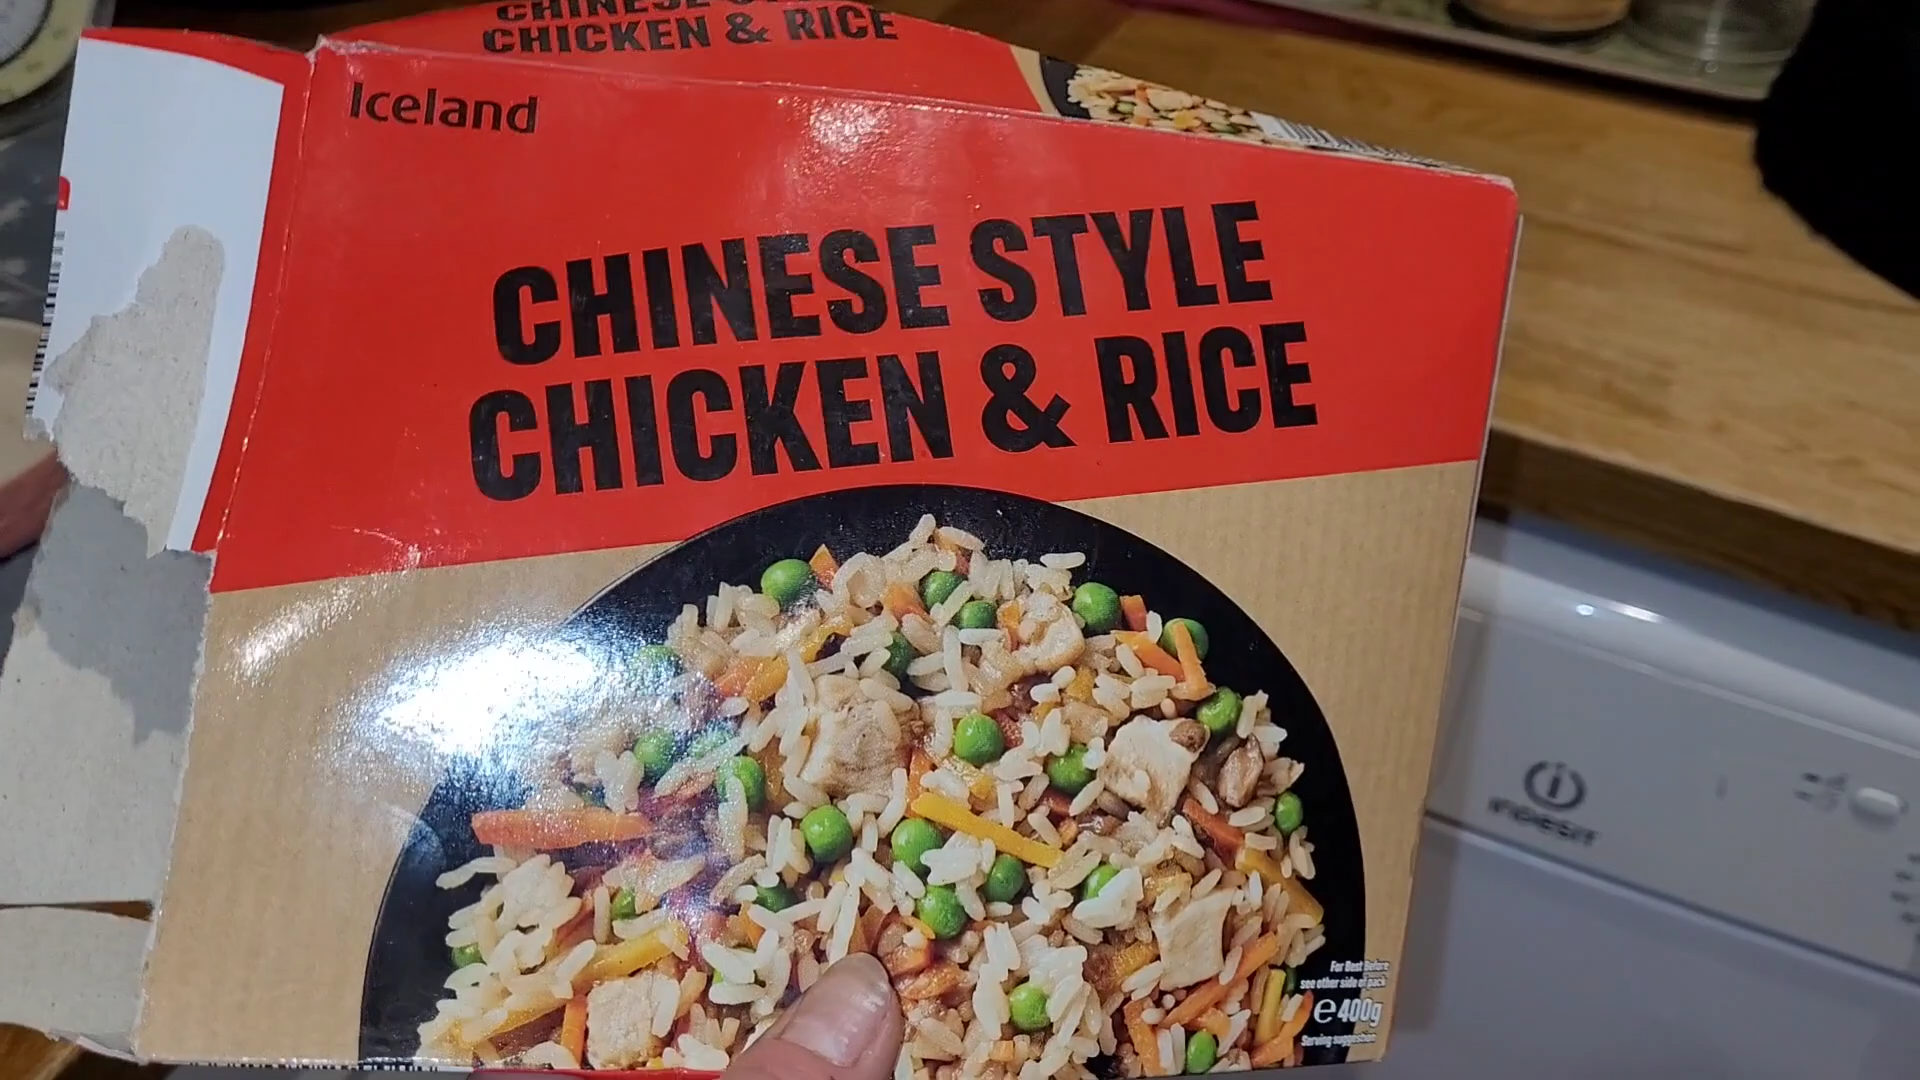 CHINESE STYLE
CHICKEN & RICE
Iceland
CHINESE STYLE
CHICKEN & RICE
For Best Before
see other side of pack
e 400g
Serving suggestion
indesit